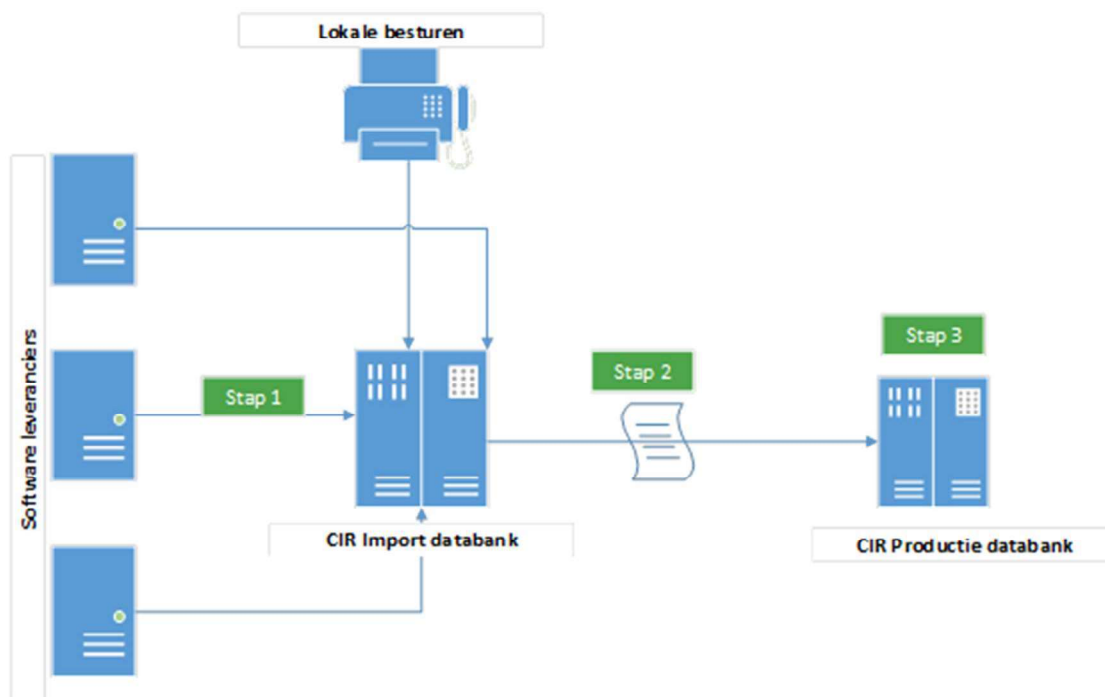 Lokale besturen
Software leveranciers
Stap 1
Stap 2
Stap 3
CIR Import databank
CIR Productie databank